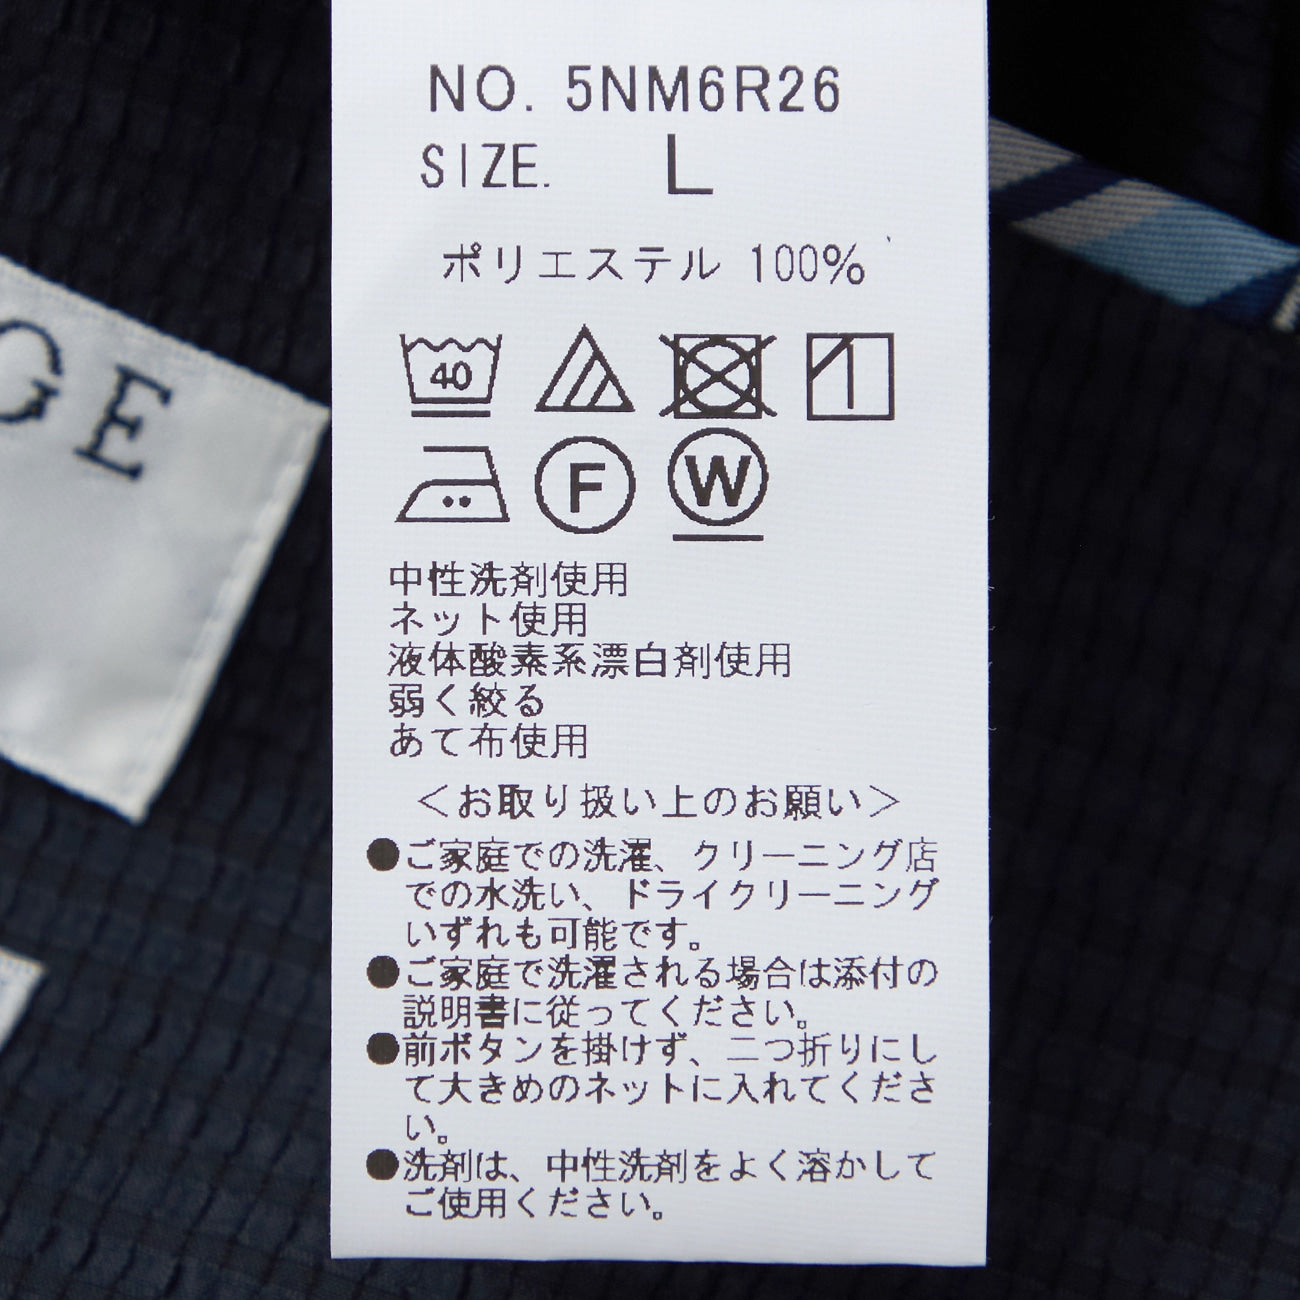 NO. 5NM6R26
SIZE. L
ポリエステル 100%
40
F
W
中性洗剤使用
ネット使用
液体酸素系漂白剤使用
弱く絞る
あて布使用
＜お取り扱い上のお願い＞
●ご家庭での洗濯、クリーニング店
での水洗い、ドライクリーニング
いずれも可能です。
●ご家庭で洗濯される場合は添付の
説明書に従ってください。
●前ボタンを掛けず、二つ折りにし
て大きめのネットに入れてくださ
い。
●洗剤は、中性洗剤をよく溶かして
ご使用ください。
GE